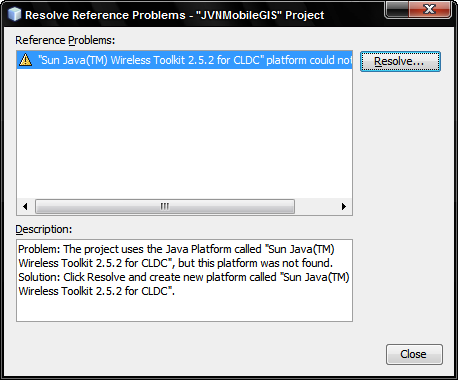 Resolve Reference Problems - "JVNMobileGIS" Project
Reference Problems:
"Sun Java(TM) Wireless Toolkit 2.5.2 for CLDC" platform could not
Resolve...
Description:
Problem: The project uses the Java Platform called "Sun Java(TM)
Wireless Toolkit 2.5.2 for CLDC", but this platform was not found.
Solution: Click Resolve and create new platform called "Sun Java(TM)
Wireless Toolkit 2.5.2 for CLDC".
Close